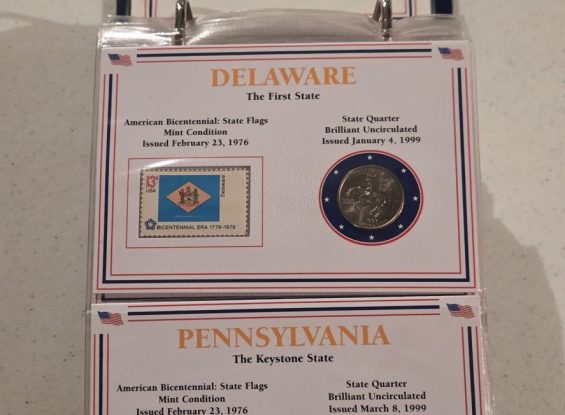 DELAWARE
The First State
American Bicentennial: State Flags
Mint Condition
Issued February 23, 1976
State Quarter
Brilliant Uncirculated
Issued January 4, 1999
13c
USA
Delaware
BICENTENNIAL ERA 1776-1976
PENNSYLVANIA
The Keystone State
American Bicentennial: State Flags
Mint Condition
Issued February 23, 1976
State Quarter
Brilliant Uncirculated
Issued March 8, 1999